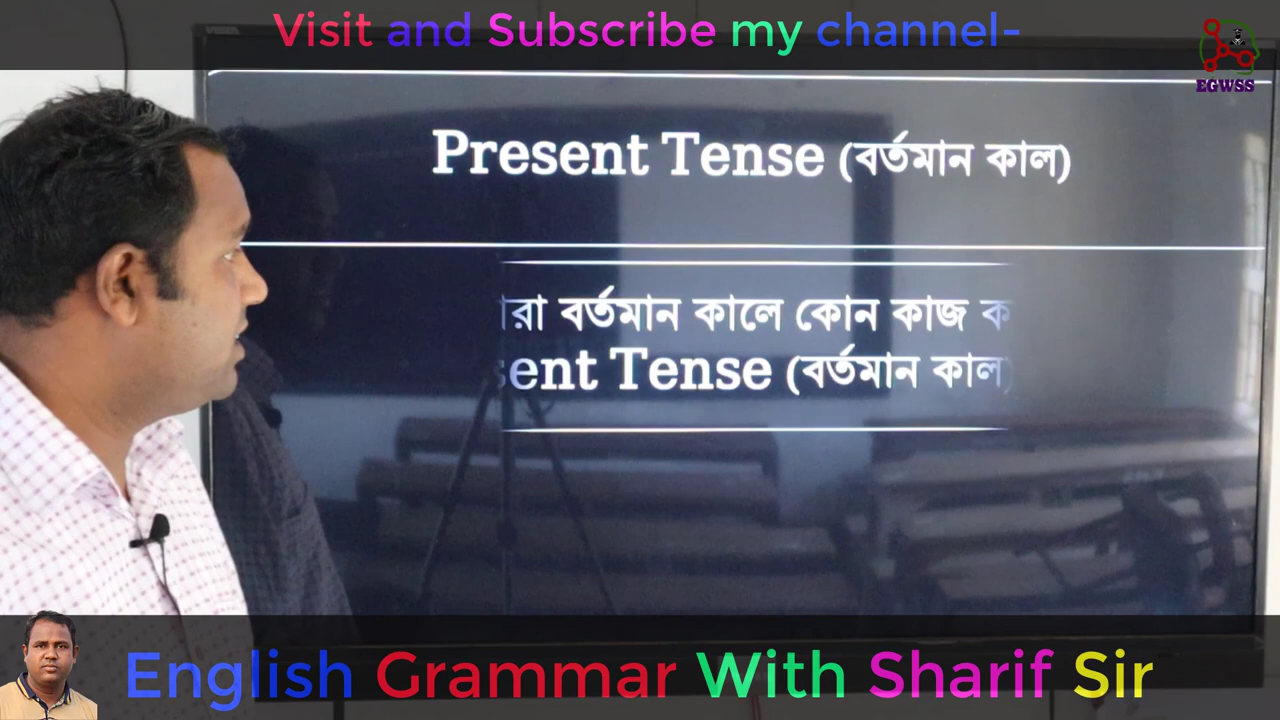 Visit and Subscribe my channel-
EGWSS
Present Tense (বর্তমান কাল)
বর্তমান কালে কোন কাজ
Tense (বর্তমান কাল)
English Grammar With Sharif Sir